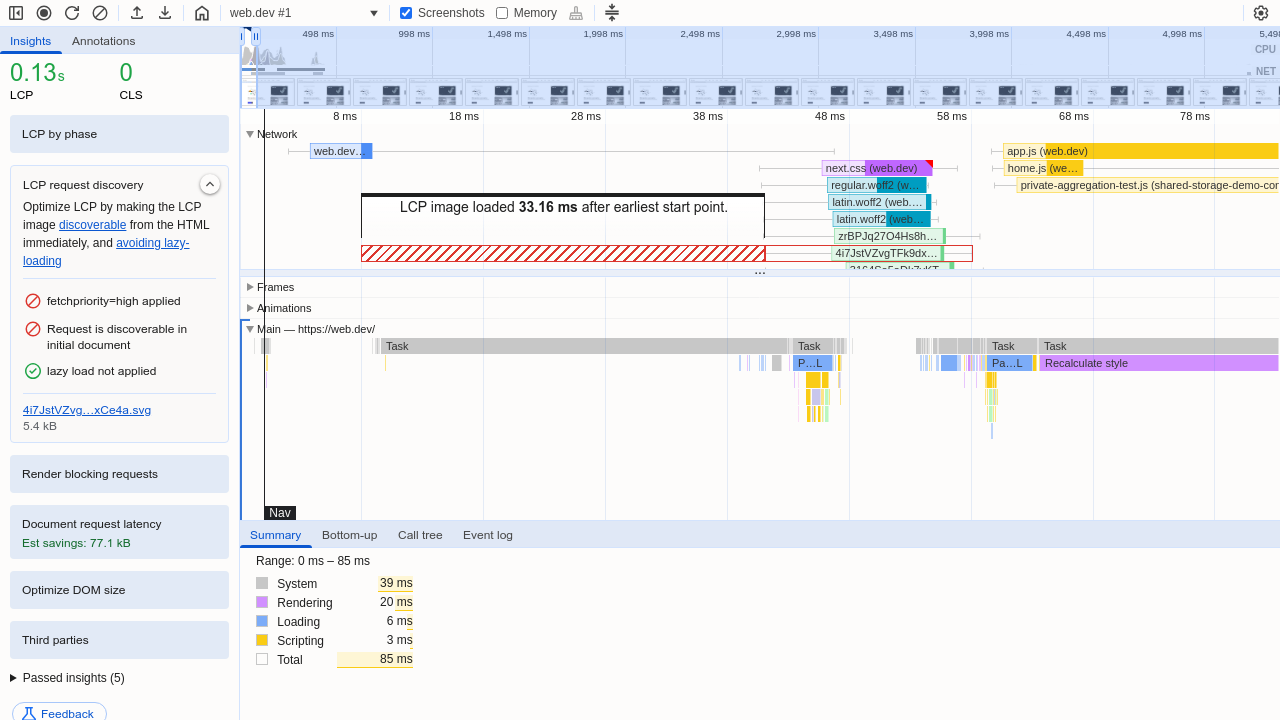 web.dev #1
Screenshots
Memory
Insights
Annotations
0.13s
0
LCP
CLS
LCP by phase
LCP request discovery
Optimize LCP by making the LCP
image discoverable from the HTML
immediately, and avoiding lazy-
loading
fetchpriority=high applied
Request is discoverable in
initial document
lazy load not applied
4i7JstVZvg…xCe4a.svg
5.4 kB
Render blocking requests
Document request latency
Est savings: 77.1 kB
Optimize DOM size
Third parties
Passed insights (5)
Feedback
498 ms
998 ms
1,498 ms
1,998 ms
2,498 ms
2,998 ms
3,498 ms
3,998 ms
4,498 ms
4,998 ms
5,498
CPU
NET
8 ms
18 ms
28 ms
38 ms
48 ms
58 ms
68 ms
78 ms
Network
web.dev…
app.js (web.dev)
next.css (web.dev)
home.js (we…
regular.woff2 (w…
private-aggregation-test.js (shared-storage-demo-cor
latin.woff2 (web.…
LCP image loaded 33.16 ms after earliest start point.
latin.woff2 (web…
zrBPJq27O4Hs8h…
4i7JstVZvgTFk9dx…
…
Frames
Animations
Main — https://web.dev/
Task
Task
Task
Task
P…L
Pa…L
Recalculate style
Nav
Summary
Bottom-up
Call tree
Event log
Range: 0 ms – 85 ms
System
39 ms
Rendering
20 ms
Loading
6 ms
Scripting
3 ms
Total
85 ms